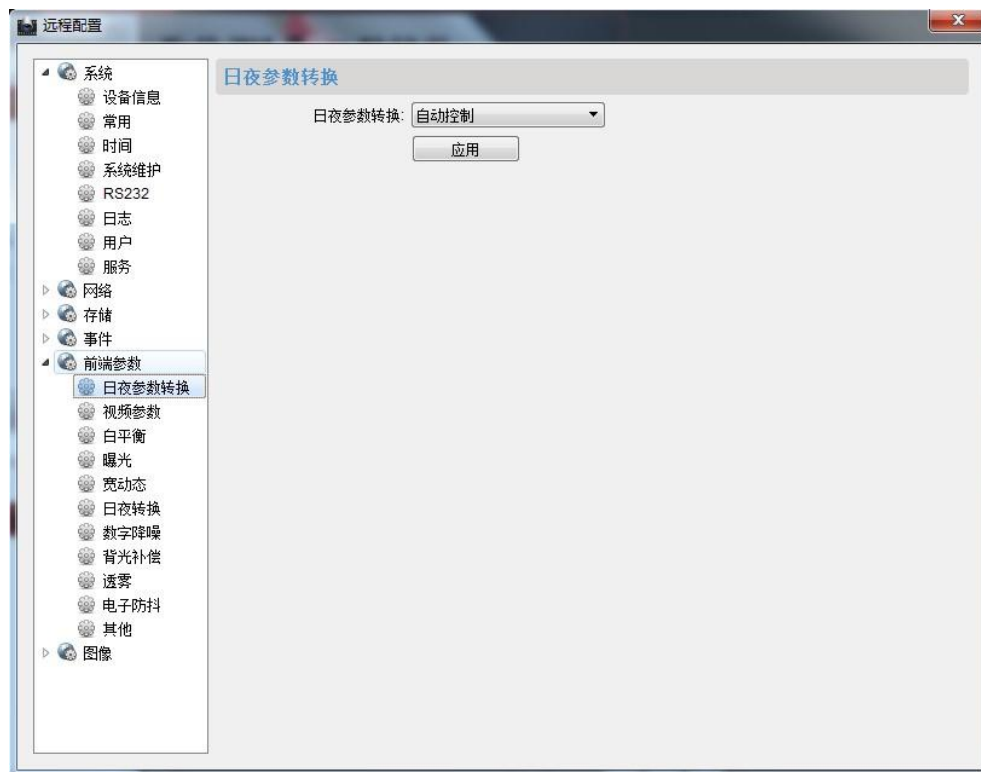 远程配置
系统
设备信息
常用
时间
系统维护
RS232
日志
用户
服务
网络
存储
事件
前端参数
日夜参数转换
视频参数
白平衡
曝光
宽动态
日夜转换
数字降噪
背光补偿
透雾
电子防抖
其他
图像
日夜参数转换
日夜参数转换: 自动控制
应用